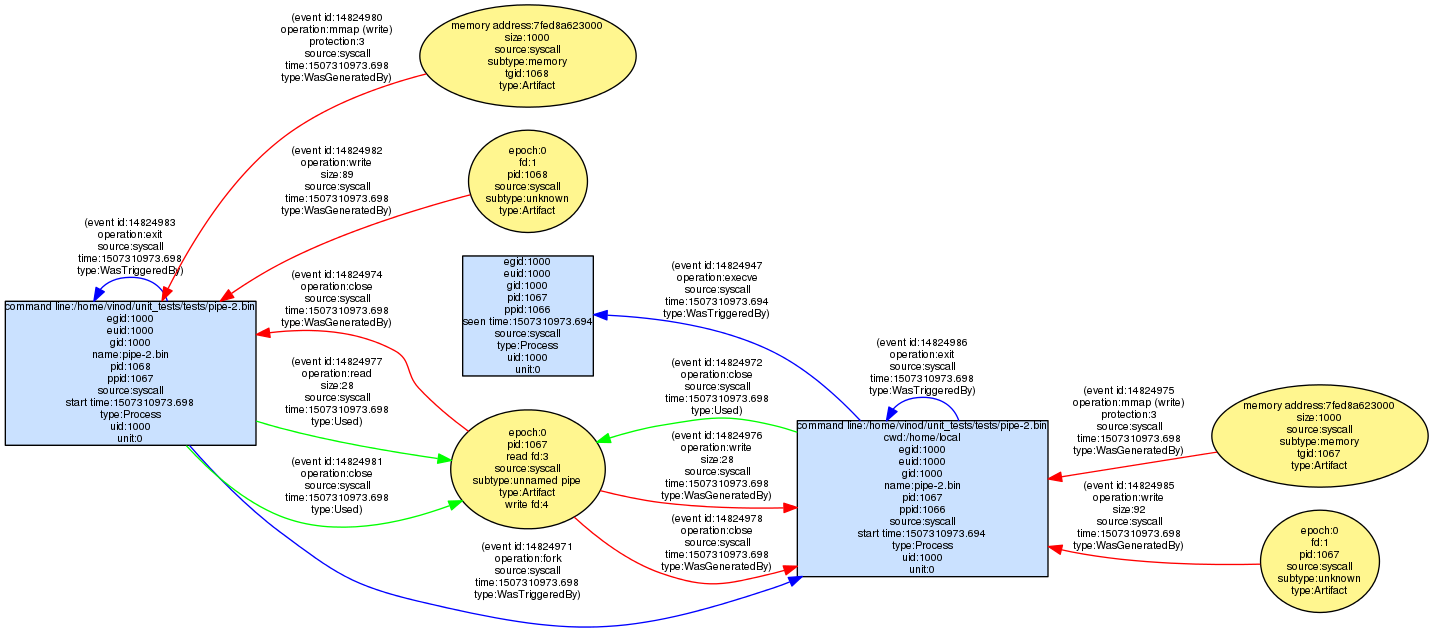 (event id:14824980
operation:mmap (write)
protection:3
source:syscall
time:1507310973.698
type:WasGeneratedBy)
memory address:7fed8a623000
size:1000
source:syscall
subtype:memory
tgid:1068
type:Artifact
(event id:14824982
operation:write
size:89
source:syscall
time:1507310973.698
type:WasGeneratedBy)
epoch:0
fd:1
pid:1068
source:syscall
subtype:unknown
type:Artifact
(event id:14824983
operation:exit
source:syscall
time:1507310973.698
type:WasTriggeredBy)
command line:/home/vinod/unit_tests/tests/pipe-2.bin
egid:1000
euid:1000
gid:1000
name:pipe-2.bin
pid:1068
ppid:1067
source:syscall
start time:1507310973.698
type:Process
uid:1000
unit:0
(event id:14824974
operation:close
source:syscall
time:1507310973.698
type:WasGeneratedBy)
(event id:14824977
operation:read
size:28
source:syscall
time:1507310973.698
type:Used)
(event id:14824981
operation:close
source:syscall
time:1507310973.698
type:Used)
egid:1000
euid:1000
gid:1000
pid:1067
ppid:1066
seen time:1507310973.694
source:syscall
type:Process
uid:1000
unit:0
epoch:0
pid:1067
read fd:3
source:syscall
subtype:unnamed pipe
type:Artifact
write fd:4
(event id:14824971
operation:fork
source:syscall
time:1507310973.698
type:WasTriggeredBy)
(event id:14824947
operation:execve
source:syscall
time:1507310973.694
type:WasTriggeredBy)
(event id:14824972
operation:close
source:syscall
time:1507310973.698
type:Used)
(event id:14824976
operation:write
size:28
source:syscall
time:1507310973.698
type:WasGeneratedBy)
(event id:14824978
operation:close
source:syscall
time:1507310973.698
type:WasGeneratedBy)
(event id:14824986
operation:exit
source:syscall
time:1507310973.698
type:WasTriggeredBy)
command line:/home/vinod/unit_tests/tests/pipe-2.bin
cwd:/home/local
egid:1000
euid:1000
gid:1000
name:pipe-2.bin
pid:1067
ppid:1066
source:syscall
start time:1507310973.694
type:Process
uid:1000
unit:0
(event id:14824975
operation:mmap (write)
protection:3
source:syscall
time:1507310973.698
type:WasGeneratedBy)
(event id:14824985
operation:write
size:92
source:syscall
time:1507310973.698
type:WasGeneratedBy)
memory address:7fed8a623000
size:1000
source:syscall
subtype:memory
tgid:1067
type:Artifact
epoch:0
fd:1
pid:1067
source:syscall
subtype:unknown
type:Artifact